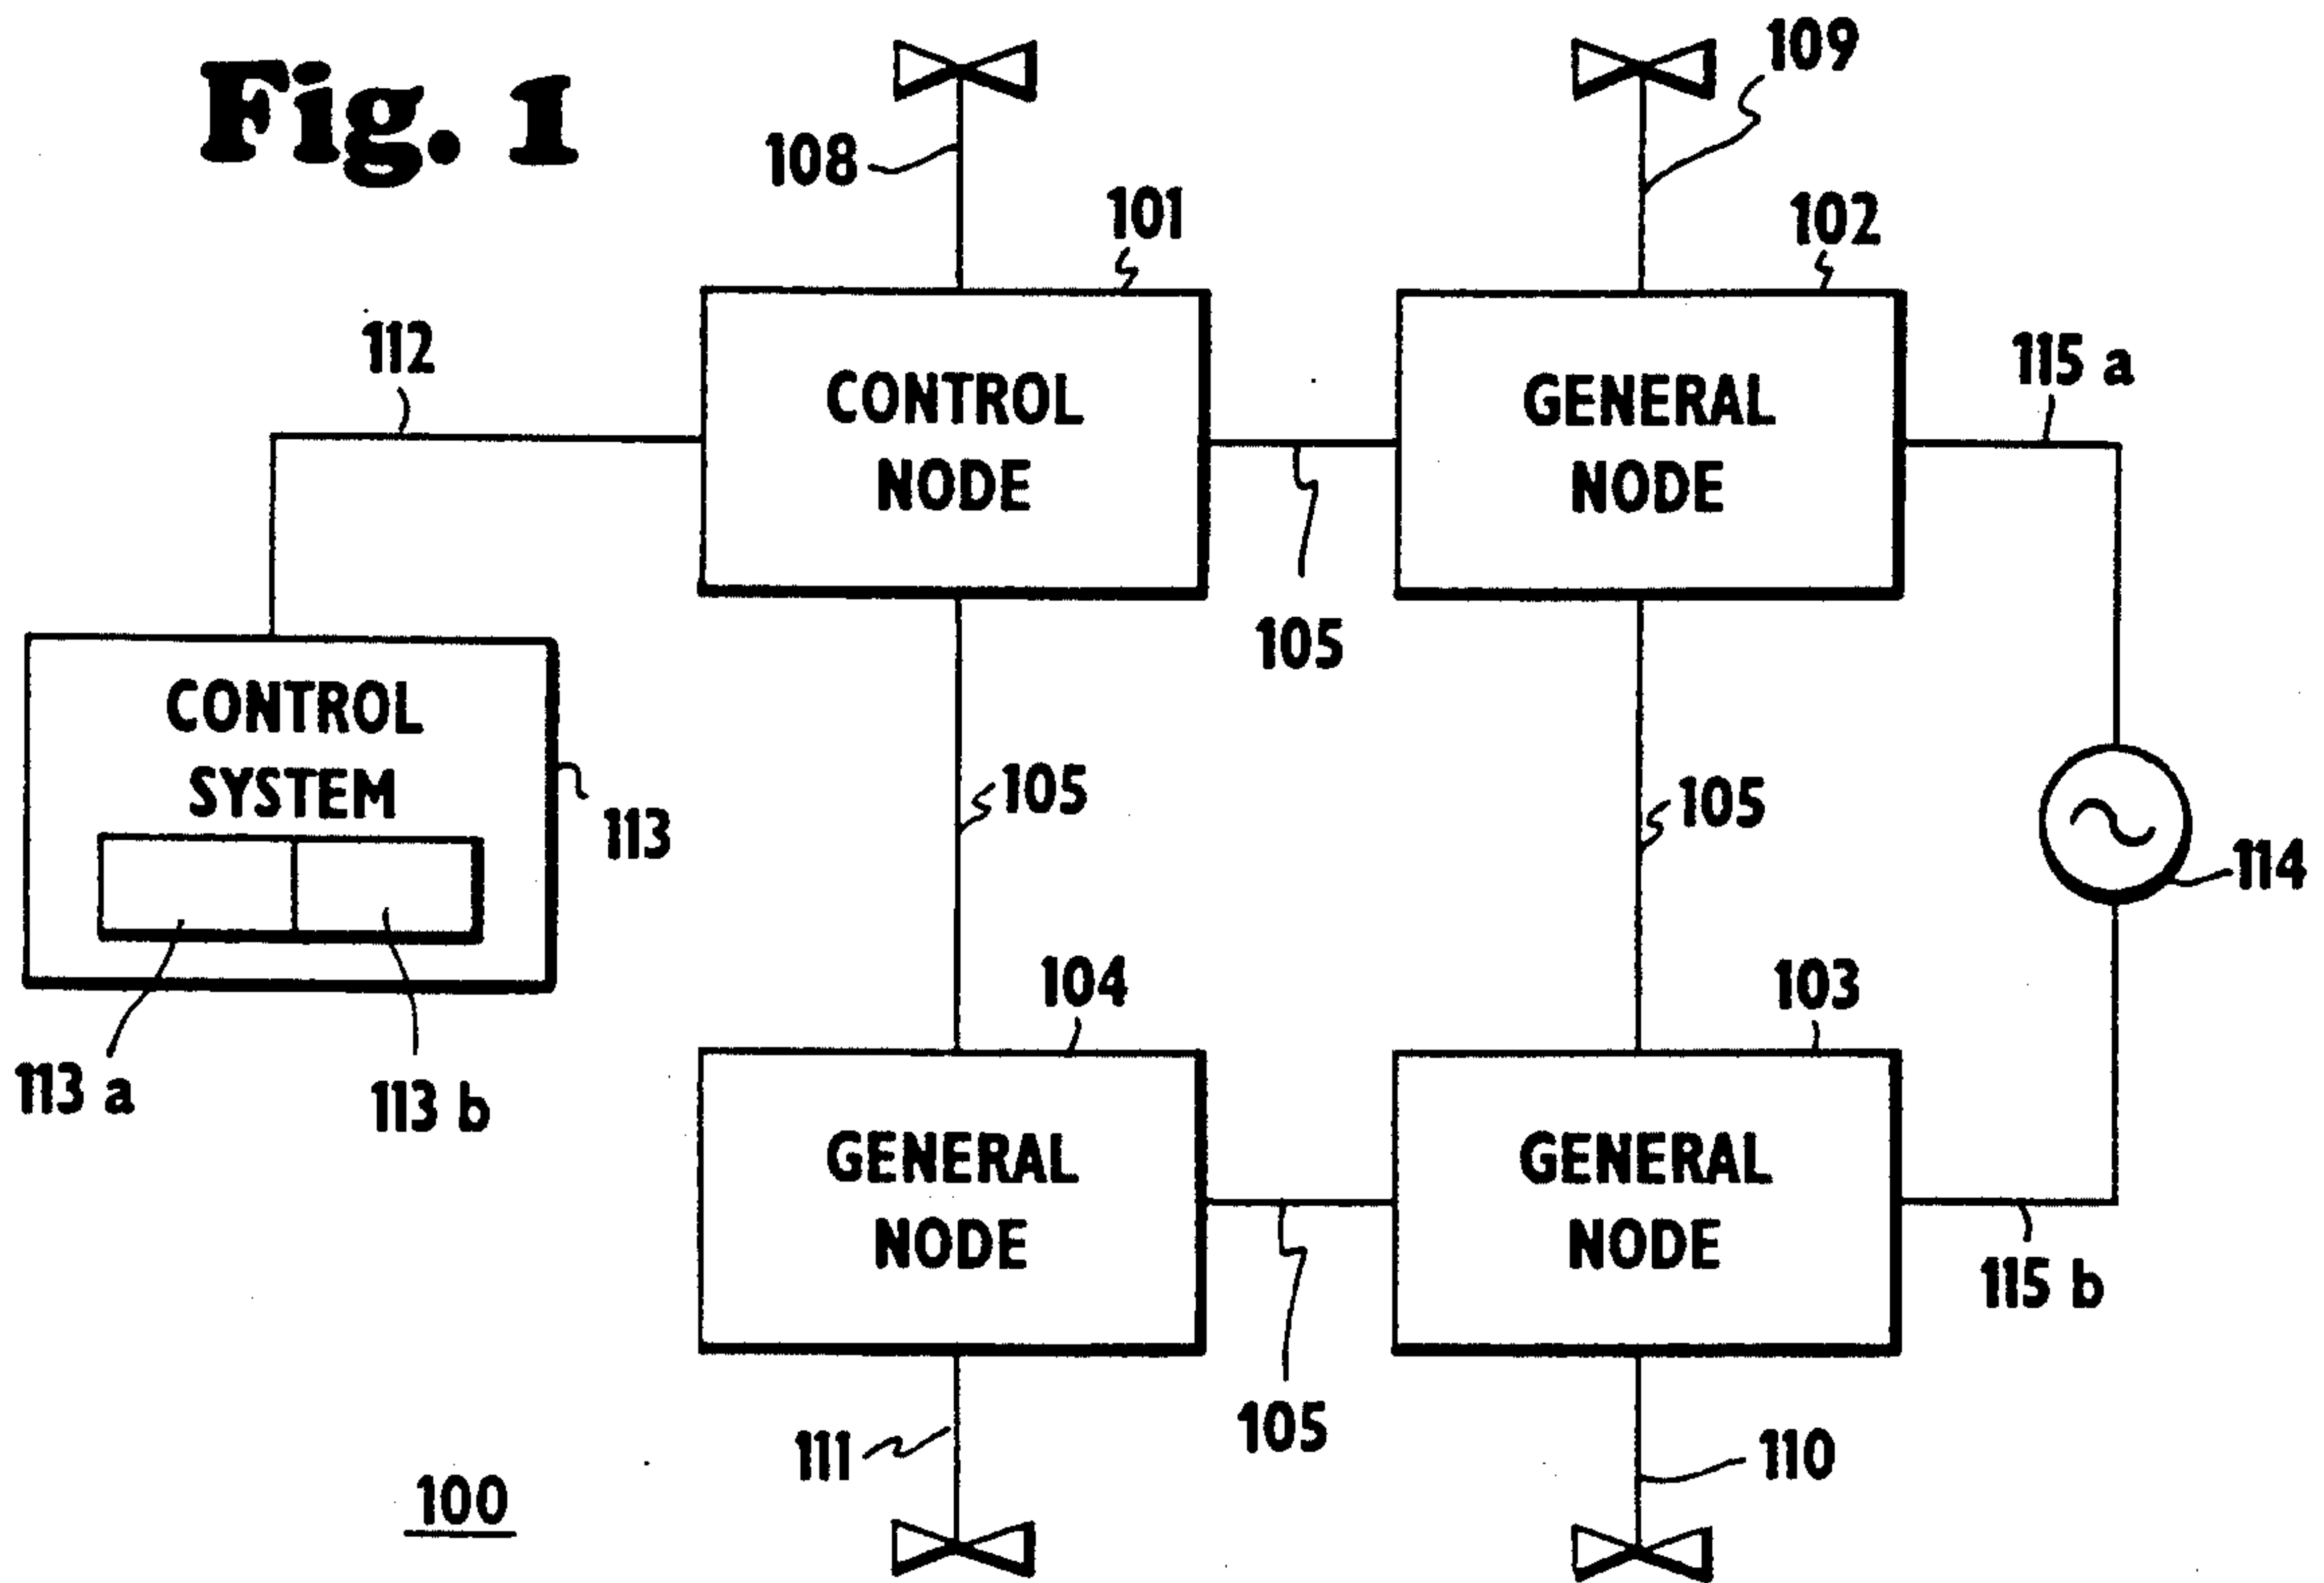 Fig. 1
109
108
101
102
112
115 a
CONTROL
NODE
GENERAL
NODE
105
CONTROL
SYSTEM
113
105
105
114
104
103
113 a
113 b
GENERAL
NODE
GENERAL
NODE
115 b
105
111
110
100